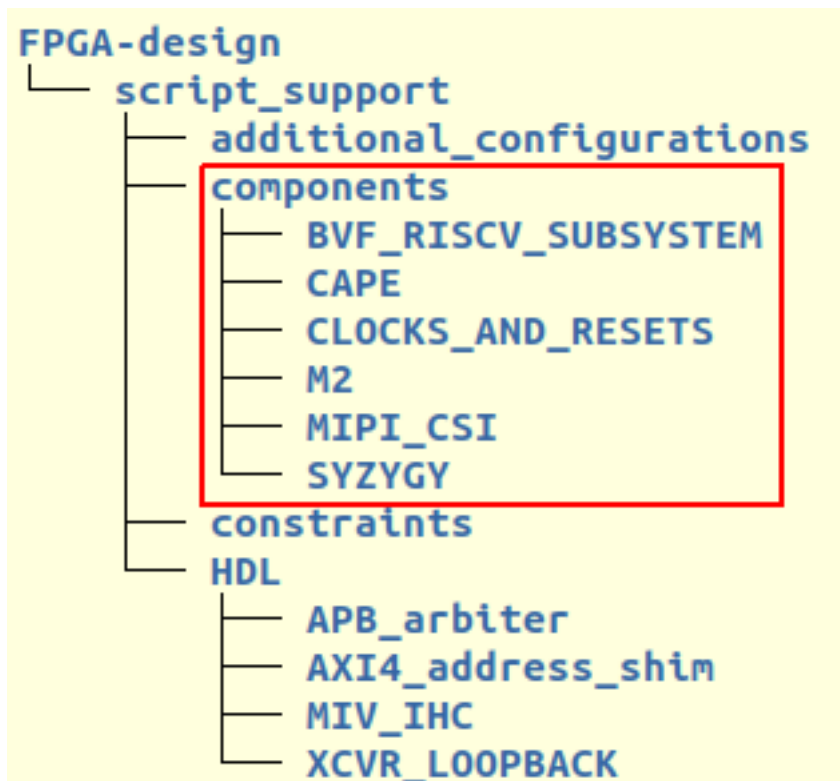 FPGA-design
script_support
additional_configurations
components
BVF_RISCV_SUBSYSTEM
CAPE
CLOCKS_AND_RESETS
M2
MIPI_CSI
SYZYGY
constraints
HDL
APB_arbiter
AXI4_address_shim
MIV_IHC
XCVR_LOOPBACK